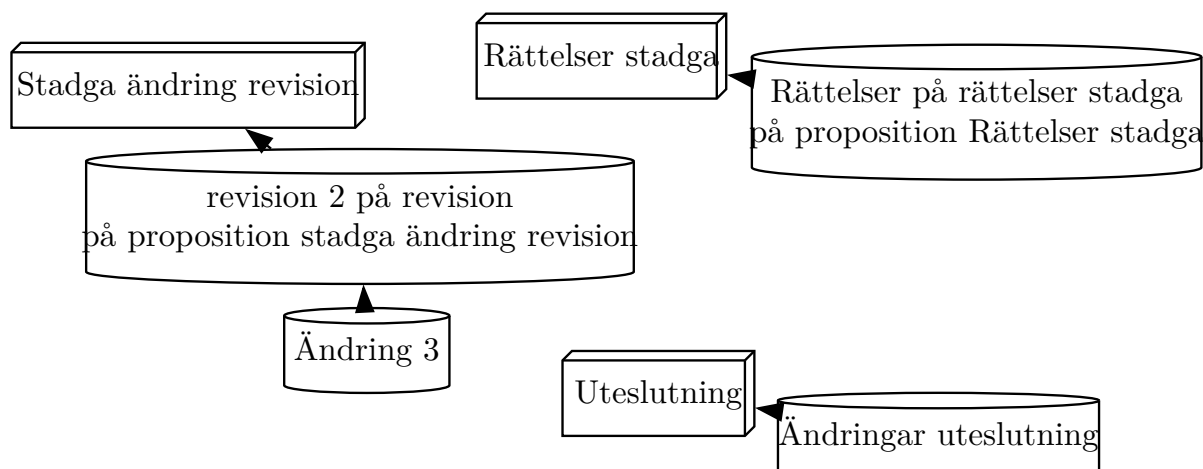 Stadga ändring revision
Rättelser stadga
Rättelser på rättelser stadga
på proposition Rättelser stadga
revision 2 på revision
på proposition stadga ändring revision
Ändring 3
Uteslutning
Ändringar uteslutning